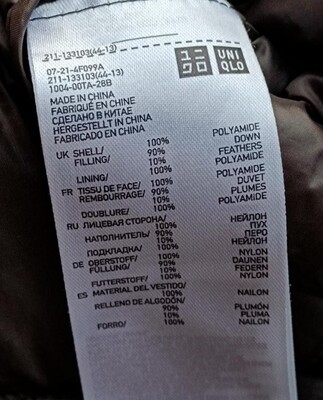 211-133103(44-13)
07-21-4F099A
211-133103(44-13)
1004-00TA-28B
ユニ
クロ
UNI
QLO
MADE IN CHINA
FABRIQUÉ EN CHINE
СДЕЛАНО В КИТАЕ
HERGESTELLT IN CHINA
FABRICADO EN CHINA
UK SHELL/ 100% POLYAMIDE
FILLING/ 90% DOWN
10% FEATHERS
LINING/ 100% POLYAMIDE
FR TISSU DE FACE/ 100% POLYAMIDE
REMBOURRAGE/ 90% DUVET
10% PLUMES
DOUBLURE/ 100% POLYAMIDE
RU ЛИЦЕВАЯ СТОРОНА/ 100% НЕЙЛОН
НАПОЛНИТЕЛЬ/ 90% ПУХ
10% ПЕРО
ПОДКЛАДКА/ 100% НЕЙЛОН
DE OBERSTOFF/ 100% NYLON
FÜLLUNG/ 90% DAUNEN
10% FEDERN
FUTTERSTOFF/ 100% NYLON
ES MATERIAL DEL VESTIDO/ 100% NAILON
RELLENO DE ALGODÓN/ 90% PLUMÓN
10% PLUMA
FORRO/ 100% NAILON